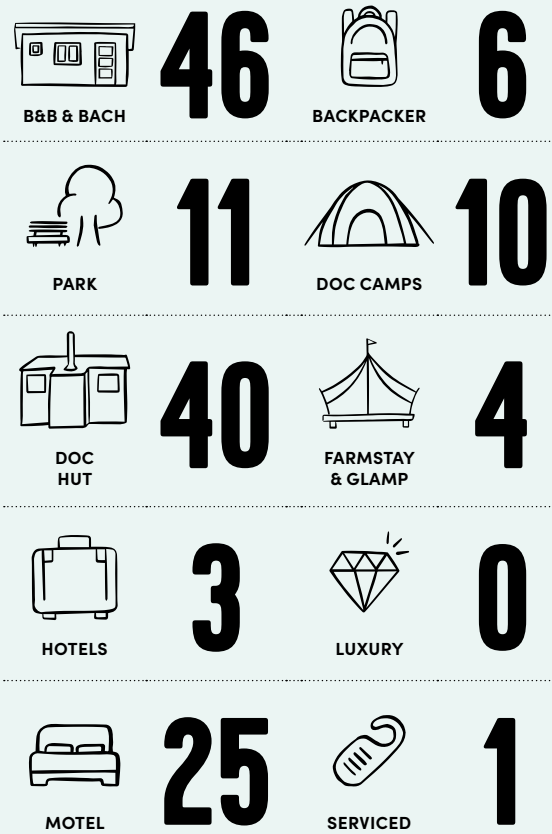 46
B&B & BACH
6
BACKPACKER
11
PARK
10
DOC CAMPS
40
DOC
HUT
4
FARMSTAY
& GLAMP
3
HOTELS
0
LUXURY
25
MOTEL
1
SERVICED